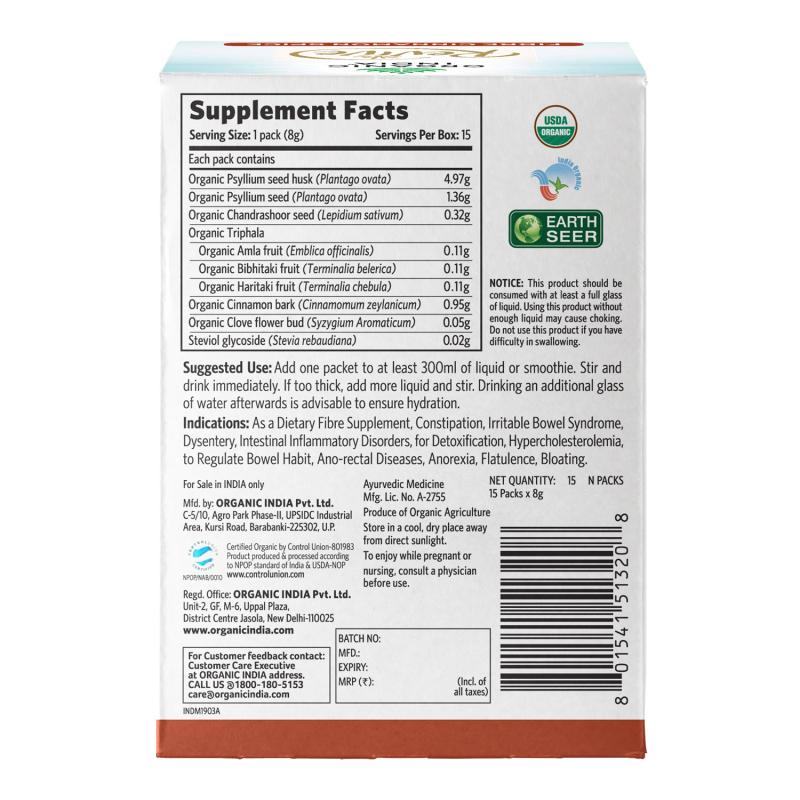 FIBRE CINNAMON SPICE
Revive
ORGANIC
INDIA
Supplement Facts
Serving Size: 1 pack (8g) Servings Per Box: 15
Each pack contains
Organic Psyllium seed husk (Plantago ovata) 4.97g
Organic Psyllium seed (Plantago ovata) 1.36g
Organic Chandrashoor seed (Lepidium sativum) 0.32g
Organic Triphala
Organic Amla fruit (Emblica officinalis) 0.11g
Organic Bibhitaki fruit (Terminalia belerica) 0.11g
Organic Haritaki fruit (Terminalia chebula) 0.11g
Organic Cinnamon bark (Cinnamomum zeylanicum) 0.95g
Organic Clove flower bud (Syzygium Aromaticum) 0.05g
Steviol glycoside (Stevia rebaudiana) 0.02g
USDA
ORGANIC
India Organic
EARTH
SEER
NOTICE: This product should be
consumed with at least a full glass
of liquid. Using this product without
enough liquid may cause choking.
Do not use this product if you have
difficulty in swallowing.
Suggested Use: Add one packet to at least 300ml of liquid or smoothie. Stir and
drink immediately. If too thick, add more liquid and stir. Drinking an additional glass
of water afterwards is advisable to ensure hydration.
Indications: As a Dietary Fibre Supplement, Constipation, Irritable Bowel Syndrome,
Dysentery, Intestinal Inflammatory Disorders, for Detoxification, Hypercholesterolemia,
to Regulate Bowel Habit, Ano-rectal Diseases, Anorexia, Flatulence, Bloating.
For Sale in INDIA only
Mfd. by: ORGANIC INDIA Pvt. Ltd.
C-5/10, Agro Park Phase-II, UPSIDC Industrial
Area, Kursi Road, Barabanki-225302, U.P.
NPOP/NAB/0010
Certified Organic by Control Union-801983
Product produced & processed according
to NPOP standard of India & USDA-NOP
www.controlunion.com
Regd. Office: ORGANIC INDIA Pvt. Ltd.
Unit-2, GF, M-6, Uppal Plaza,
District Centre Jasola, New Delhi-110025
www.organicindia.com
For Customer feedback contact:
Customer Care Executive
at ORGANIC INDIA address.
CALL US @1800-180-5153
care@organicindia.com
INDM1903A
Ayurvedic Medicine
Mfg. Lic. No. A-2755
Produce of Organic Agriculture
Store in a cool, dry place away
from direct sunlight.
To enjoy while pregnant or
nursing, consult a physician
before use.
BATCH NO:
MFD.:
EXPIRY:
MRP (₹): (Incl. of
all taxes)
NET QUANTITY: 15 N PACKS
15 Packs x 8g
8 01541 51320 8